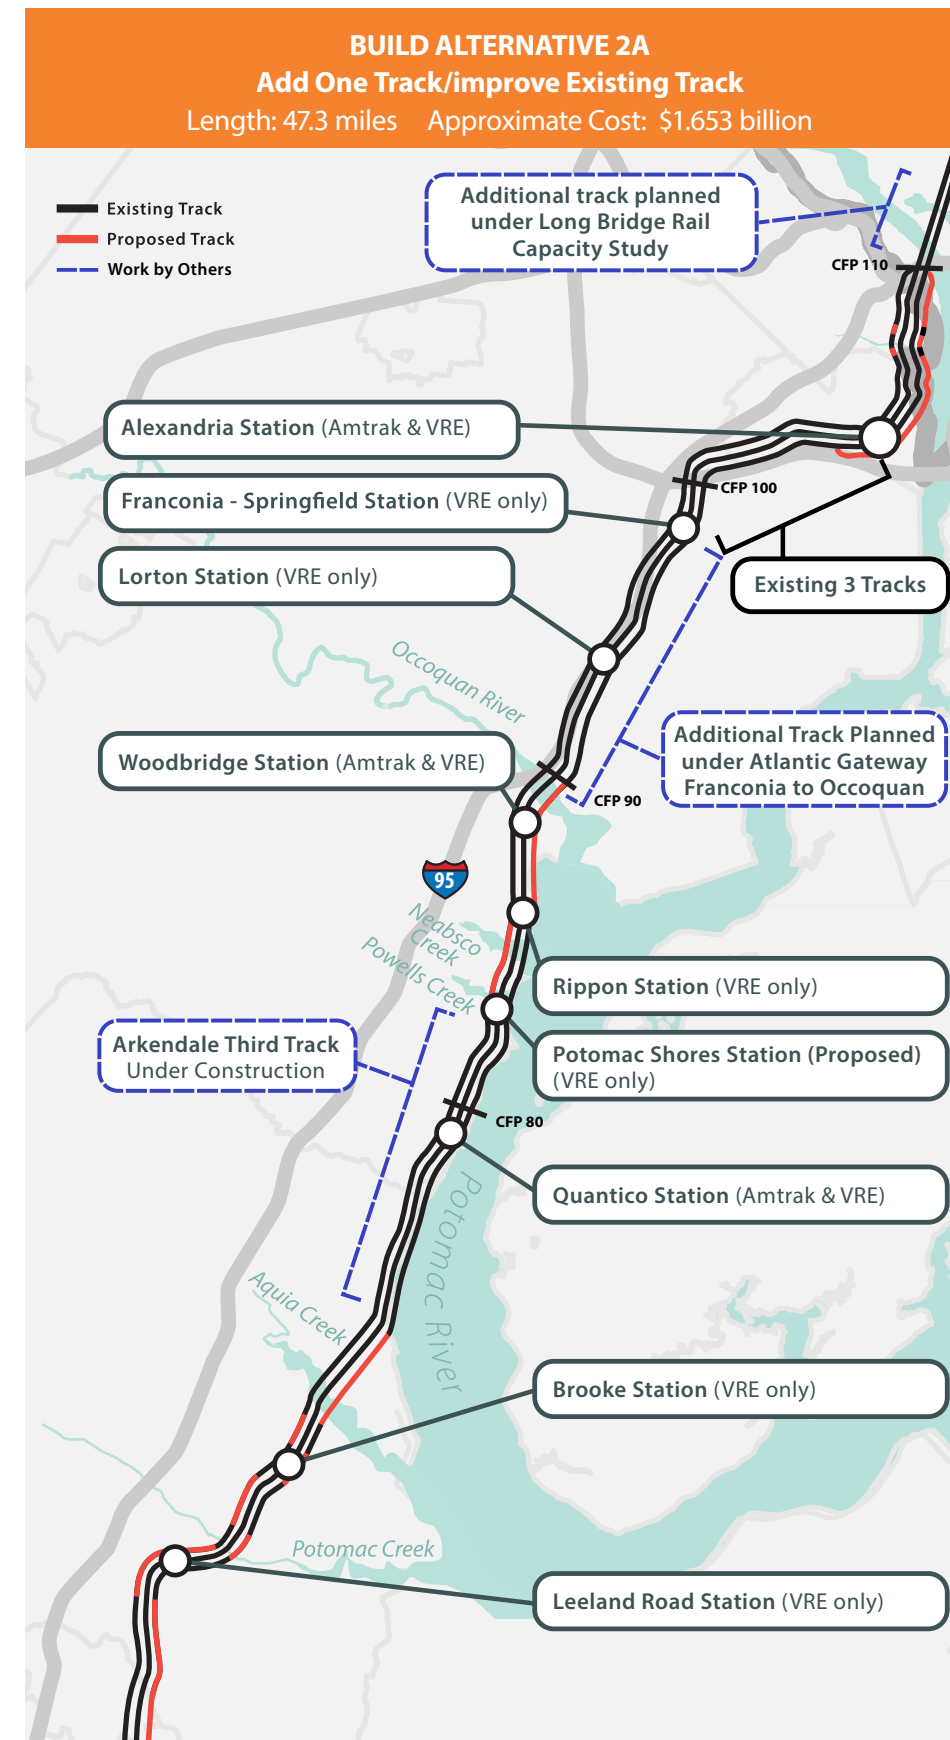 BUILD ALTERNATIVE 2A
Add One Track/improve Existing Track
Length: 47.3 miles Approximate Cost: $1.653 billion
Existing Track
Proposed Track
Work by Others
Additional track planned
under Long Bridge Rail
Capacity Study
CFP 110
Alexandria Station (Amtrak & VRE)
CFP 100
Franconia - Springfield Station (VRE only)
Lorton Station (VRE only)
Existing 3 Tracks
Occoquan River
Additional Track Planned
under Atlantic Gateway
Franconia to Occoquan
Woodbridge Station (Amtrak & VRE)
CFP 90
95
Neabsco
Creek
Powells Creek
Rippon Station (VRE only)
Arkendale Third Track
Under Construction
Potomac Shores Station (Proposed)
(VRE only)
CFP 80
Quantico Station (Amtrak & VRE)
Potomac River
Aquia Creek
Brooke Station (VRE only)
Potomac Creek
Leeland Road Station (VRE only)